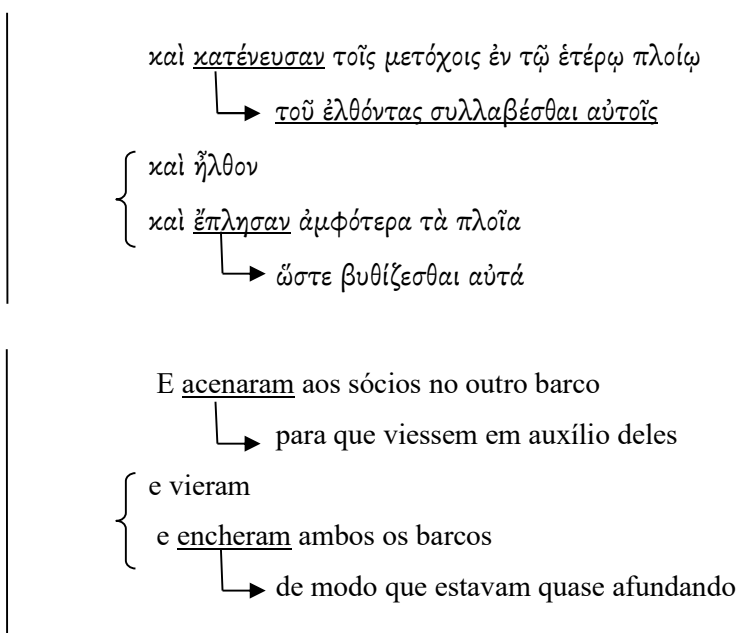 καὶ κατένευσαν τοῖς μετόχοις ἐν τῷ ἑτέρῳ πλοίῳ
τοῦ ἐλθόντας συλλαβέσθαι αὐτοῖς
καὶ ἦλθον
καὶ ἔπλησαν ἀμφότερα τὰ πλοῖα
ὥστε βυθίζεσθαι αὐτά
E acenaram aos sócios no outro barco
para que viessem em auxílio deles
e vieram
e encheram ambos os barcos
de modo que estavam quase afundando